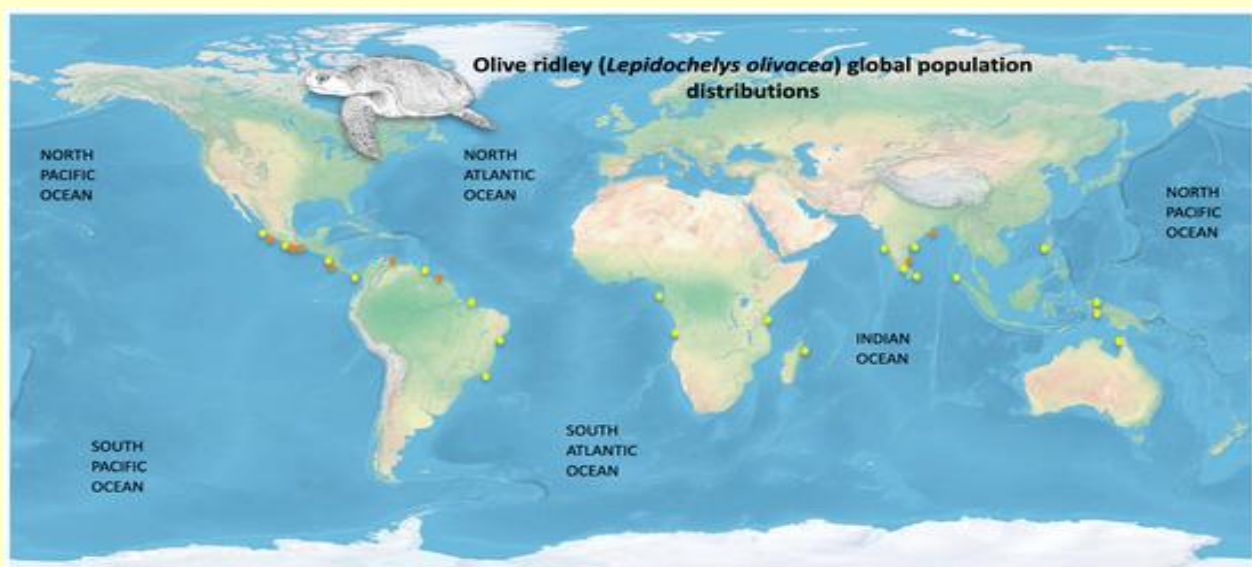 Olive ridley (Lepidochelys olivacea) global population
distributions
NORTH
PACIFIC
OCEAN
NORTH
ATLANTIC
OCEAN
NORTH
PACIFIC
OCEAN
INDIAN
OCEAN
SOUTH
PACIFIC
OCEAN
SOUTH
ATLANTIC
OCEAN